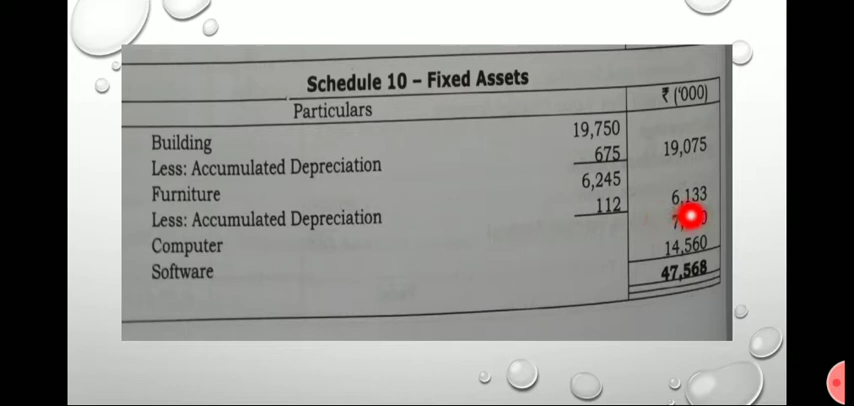 Schedule 10 – Fixed Assets
Particulars ₹ ('000)
Building 19,750
Less: Accumulated Depreciation 675 19,075
Furniture 6,245
Less: Accumulated Depreciation 112 6,133
Computer
Software 14,560
47,568